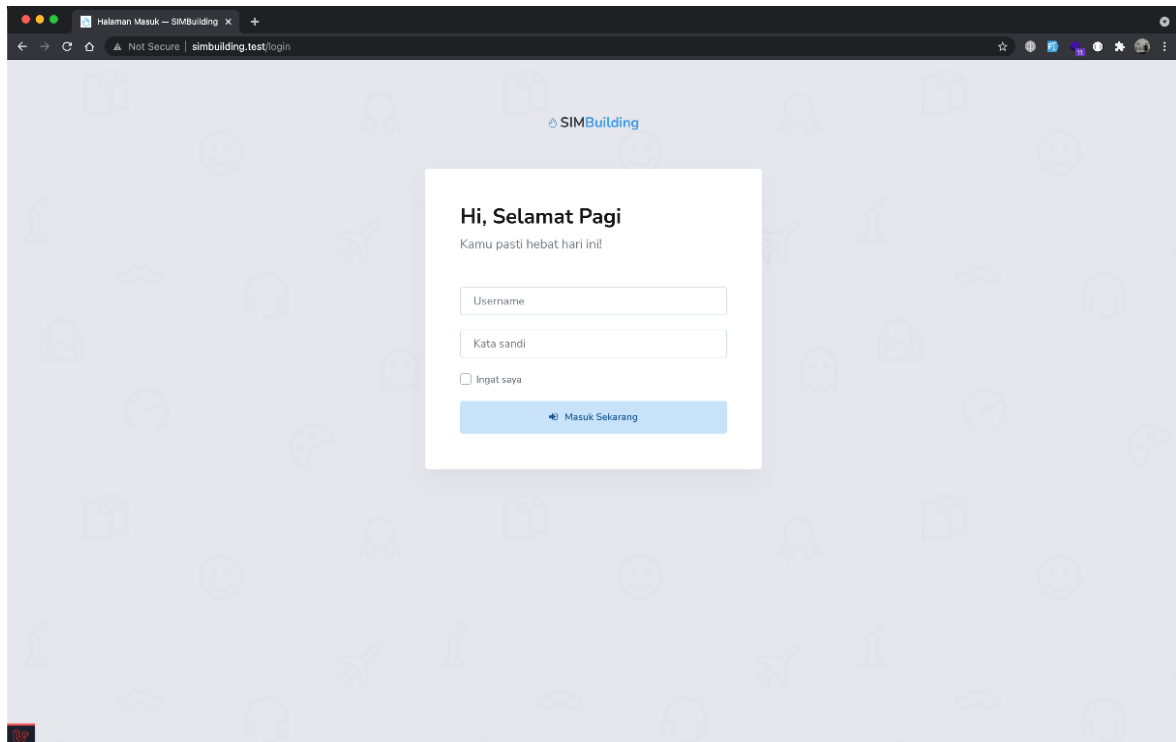 Halaman Masuk — SIMBuilding
Not Secure | simbuilding.test/login
11
SIMBuilding
Hi, Selamat Pagi
Kamu pasti hebat hari ini!
Username
Kata sandi
Ingat saya
Masuk Sekarang